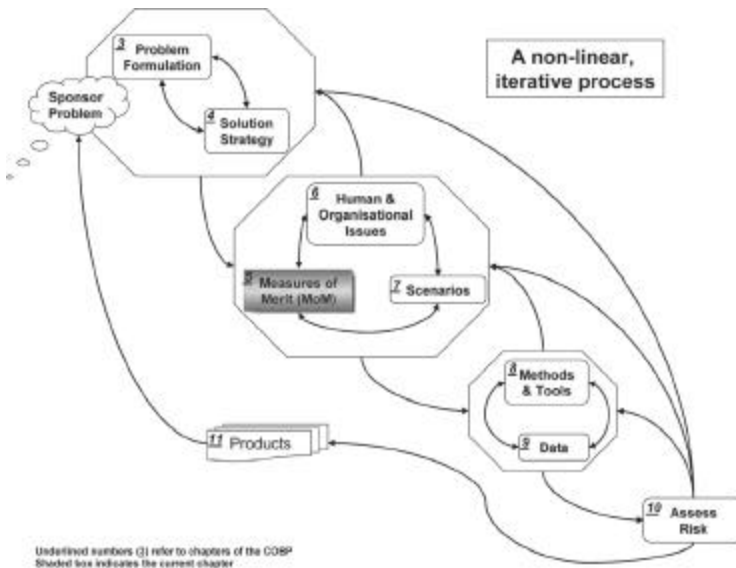 3
Problem
Formulation
A non-linear,
iterative process
Sponsor
Problem
4
Solution
Strategy
6
Human &
Organisational
Issues
Measures of
Merit (MoM)
7
Scenarios
8
Methods
& Tools
9
Data
11
Products
10
Assess
Risk
Underlined numbers (3) refer to chapters of the COBP
Shaded box indicates the current chapter